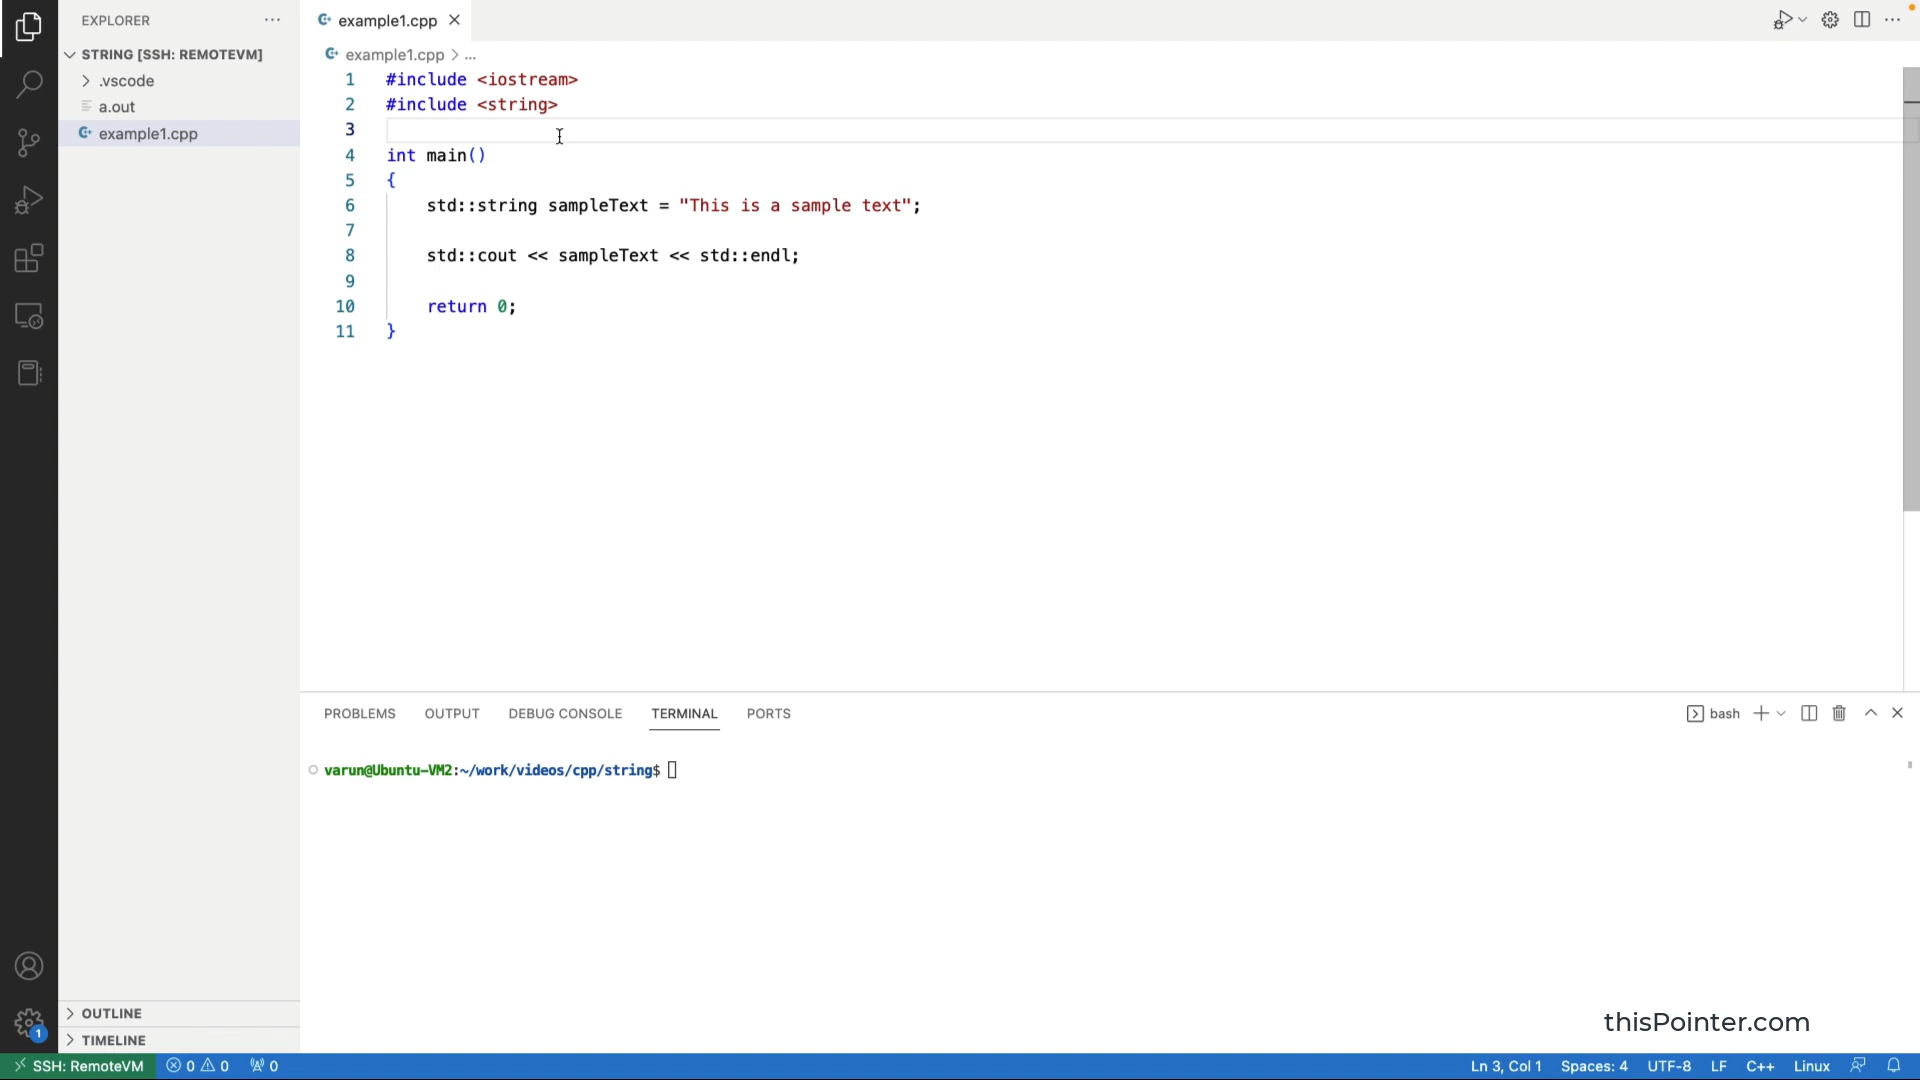 EXPLORER
STRING [SSH: REMOTEVM]
.vscode
a.out
example1.cpp
example1.cpp
example1.cpp > ...
1 #include <iostream>
2 #include <string>
3
4 int main()
5 {
6 std::string sampleText = "This is a sample text";
7
8 std::cout << sampleText << std::endl;
9
10 return 0;
11 }
PROBLEMS OUTPUT DEBUG CONSOLE TERMINAL PORTS
bash
varun@Ubuntu-VM2:~/work/videos/cpp/string$
OUTLINE
TIMELINE
1
thisPointer.com
SSH: RemoteVM 0 0 0 Ln 3, Col 1 Spaces: 4 UTF-8 LF C++ Linux